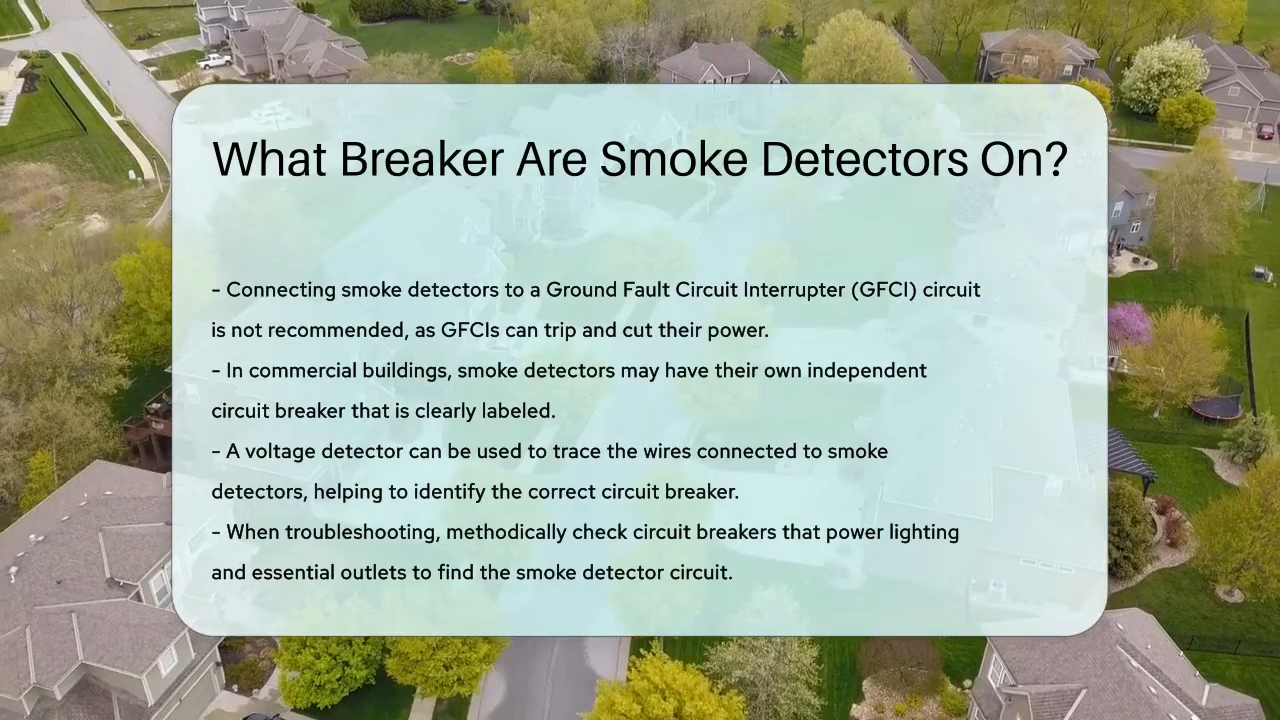 What Breaker Are Smoke Detectors On?
- Connecting smoke detectors to a Ground Fault Circuit Interrupter (GFCI) circuit
is not recommended, as GFCIs can trip and cut their power.
- In commercial buildings, smoke detectors may have their own independent
circuit breaker that is clearly labeled.
- A voltage detector can be used to trace the wires connected to smoke
detectors, helping to identify the correct circuit breaker.
- When troubleshooting, methodically check circuit breakers that power lighting
and essential outlets to find the smoke detector circuit.